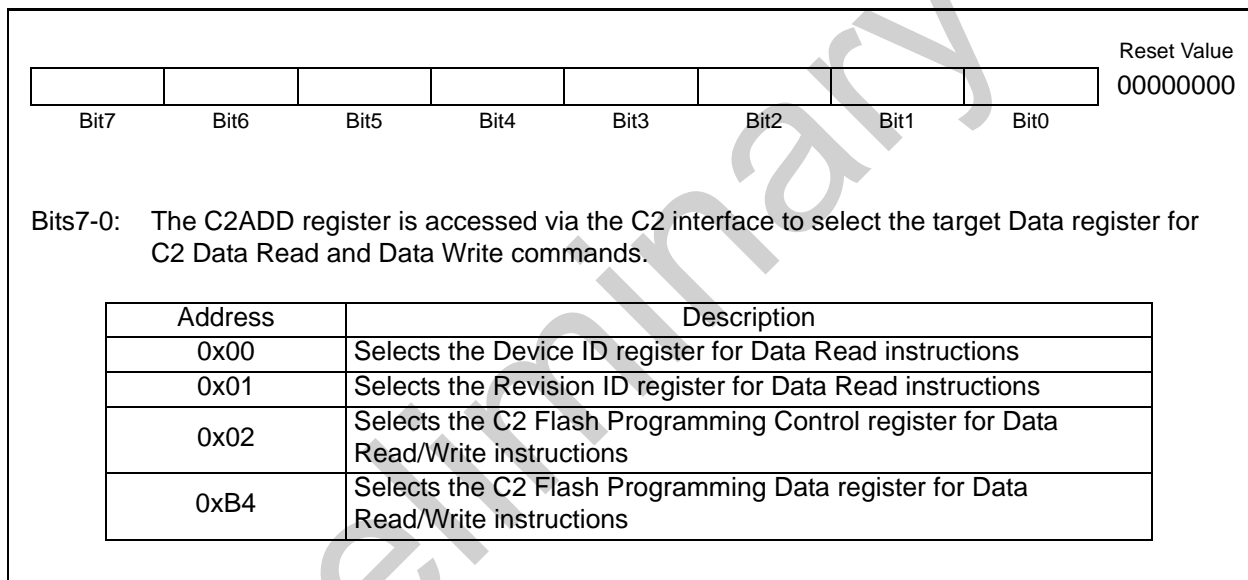 Reset Value
00000000
Bit7 Bit6 Bit5 Bit4 Bit3 Bit2 Bit1 Bit0
Bits7-0: The C2ADD register is accessed via the C2 interface to select the target Data register for
C2 Data Read and Data Write commands.
Address Description
0x00 Selects the Device ID register for Data Read instructions
0x01 Selects the Revision ID register for Data Read instructions
0x02 Selects the C2 Flash Programming Control register for Data
Read/Write instructions
0xB4 Selects the C2 Flash Programming Data register for Data
Read/Write instructions
eliminary